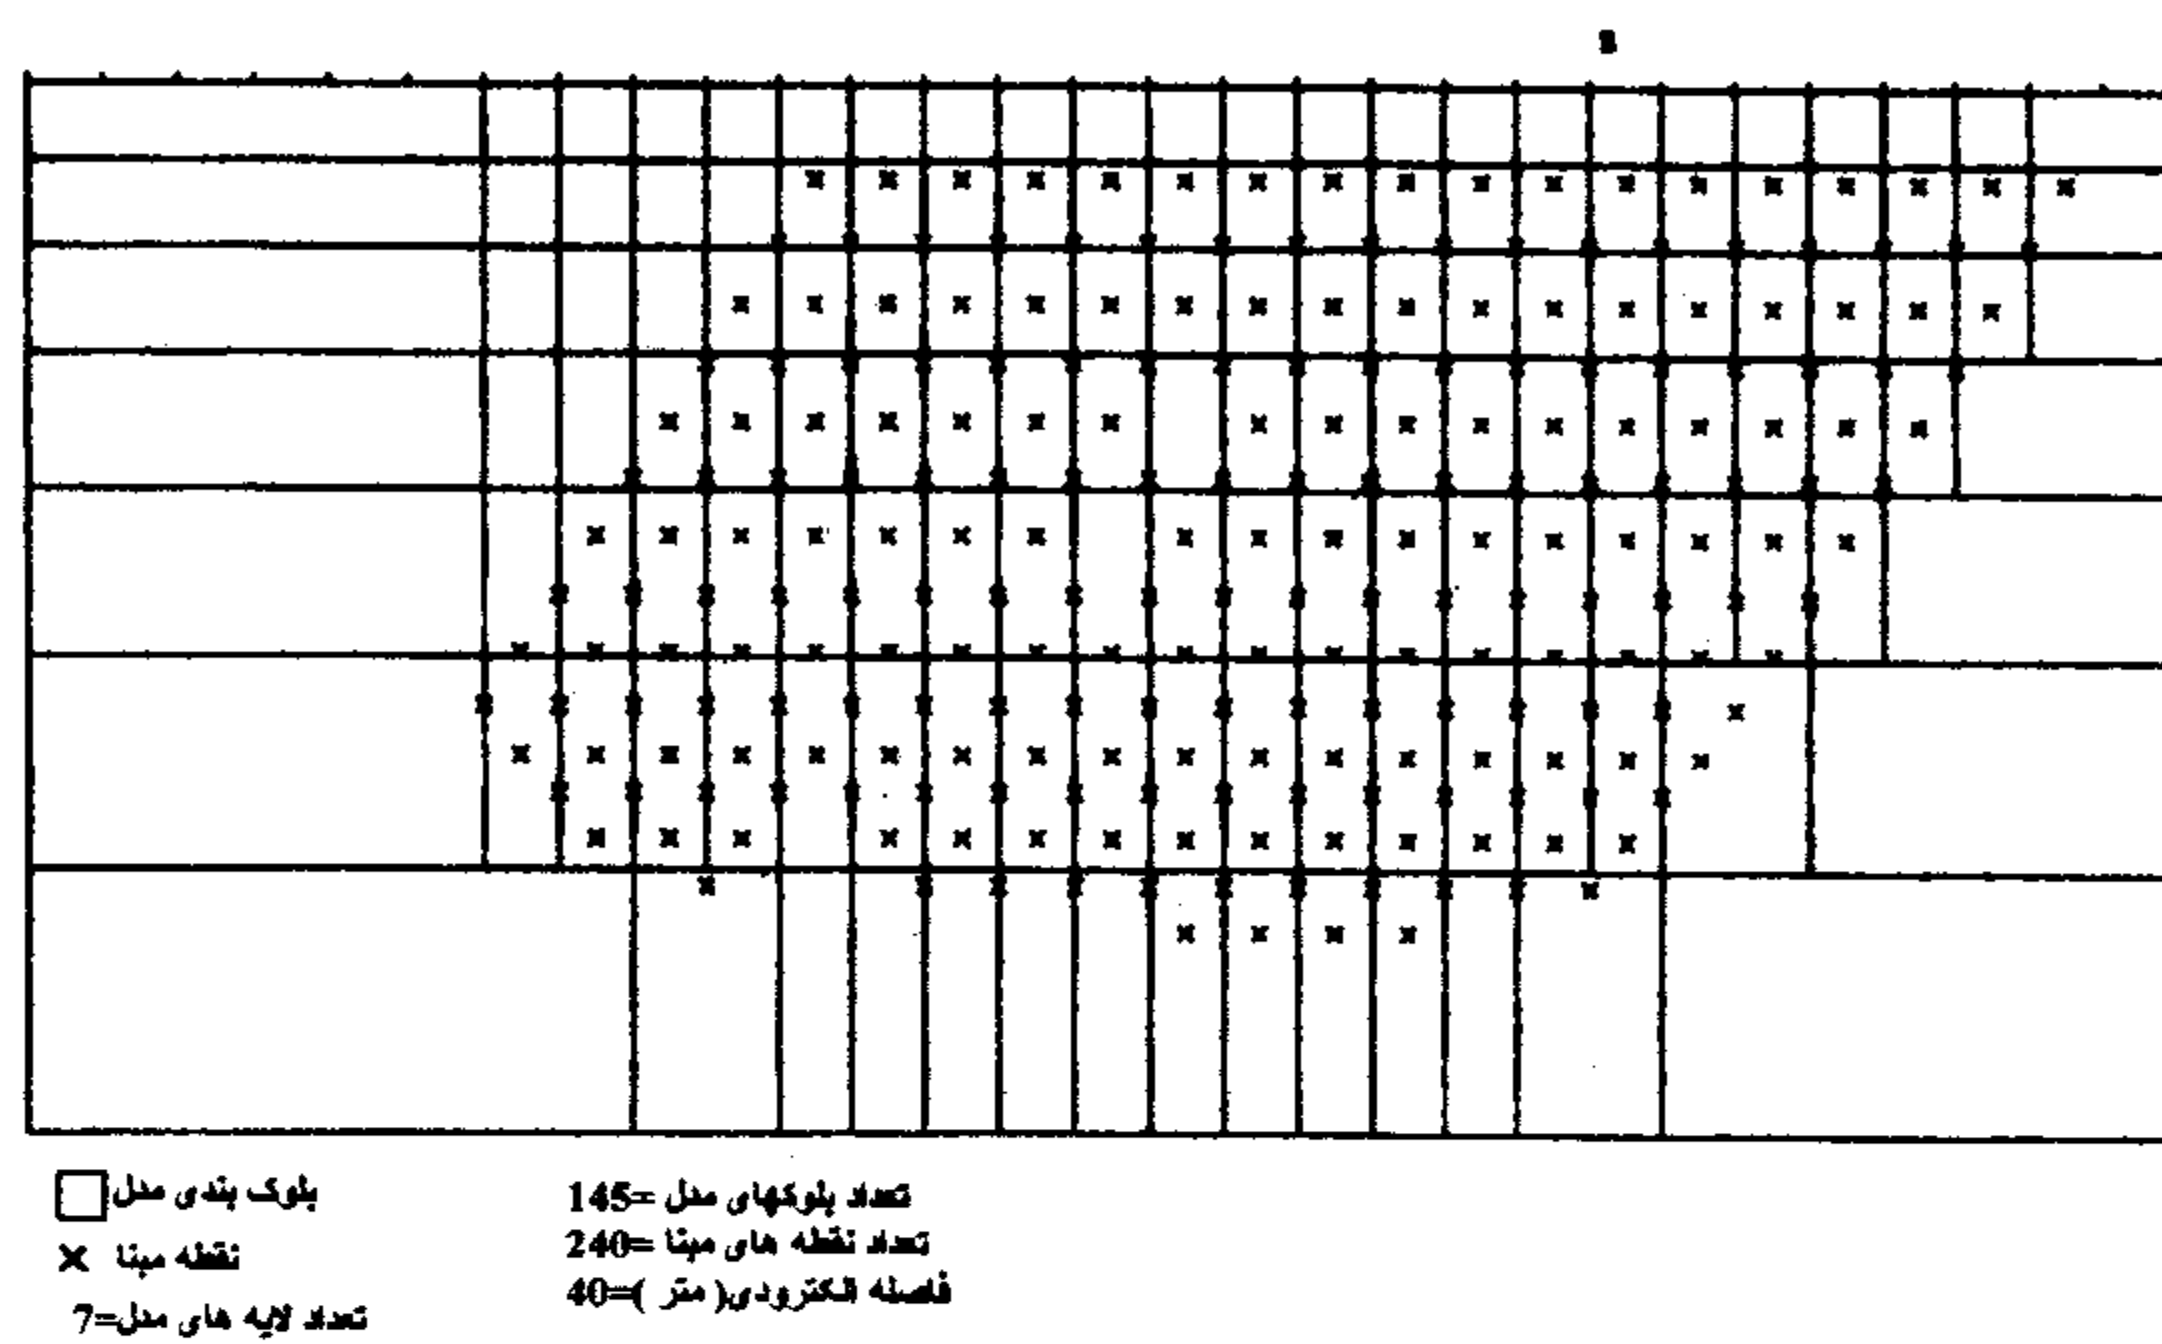 بلوک بندی مدل
نقطه مبنا
تعداد لایه های مدل=7
تعداد بلوکهای مدل =145
تعداد نقطه های مبنا =240
فاصله الکترودی( متر )=40